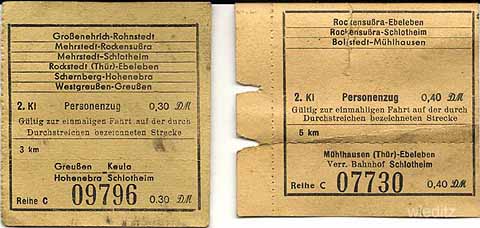 Großenehrich-Rohnstedt
Mehrstedt-Rockensußra
Mehrstedt-Schlotheim
Rockstedt (Thür)-Ebeleben
Schernberg-Hohenebra
Westgreußen-Greußen
2. Kl Personenzug 0,30 DM
Gültig zur einmaligen Fahrt auf der durch
Durchstreichen bezeichneten Strecke
3 km
Greußen Keula
Hohenebra Schlotheim
Reihe C 09796 0.30 DM
Rockensußra-Ebeleben
Rockensußra-Schlotheim
Bollstedt-Mühlhausen
2. Kl Personenzug 0,40 DM
Gültig zur einmaligen Fahrt auf der durch
Durchstreichen bezeichneten Strecke
5 km
Mühlhausen (Thür)-Ebeleben
Verr. Bahnhof Schlotheim
Reihe C 07730 0,40 DM
wieditz